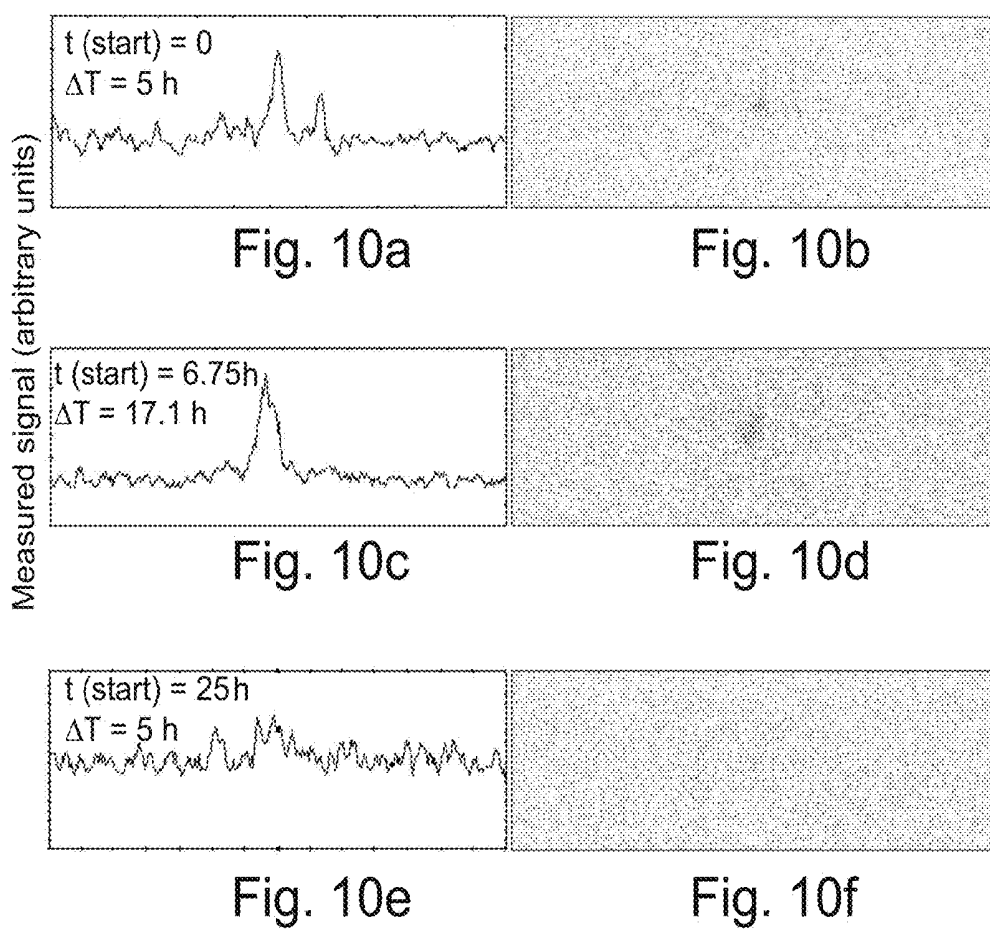 Measured signal (arbitrary units)
t (start) = 0
ΔT = 5 h
Fig. 10a
Fig. 10b
t (start) = 6.75h
ΔT = 17.1 h
Fig. 10c
Fig. 10d
t (start) = 25h
ΔT = 5 h
Fig. 10e
Fig. 10f